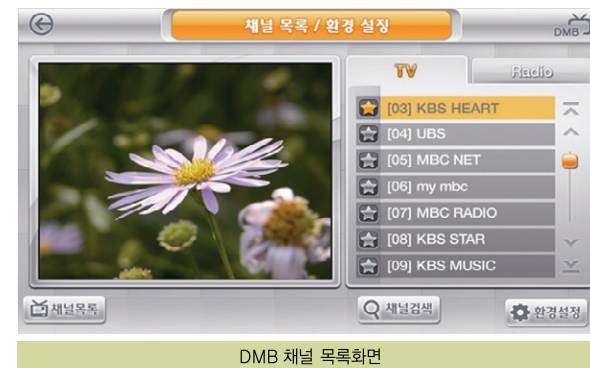 채널 목록 / 환경 설정
DMB
TV
Radio
[03] KBS HEART
[04] UBS
[05] MBC NET
[06] my mbc
[07] MBC RADIO
[08] KBS STAR
[09] KBS MUSIC
채널목록
채널검색
환경설정
DMB 채널 목록화면